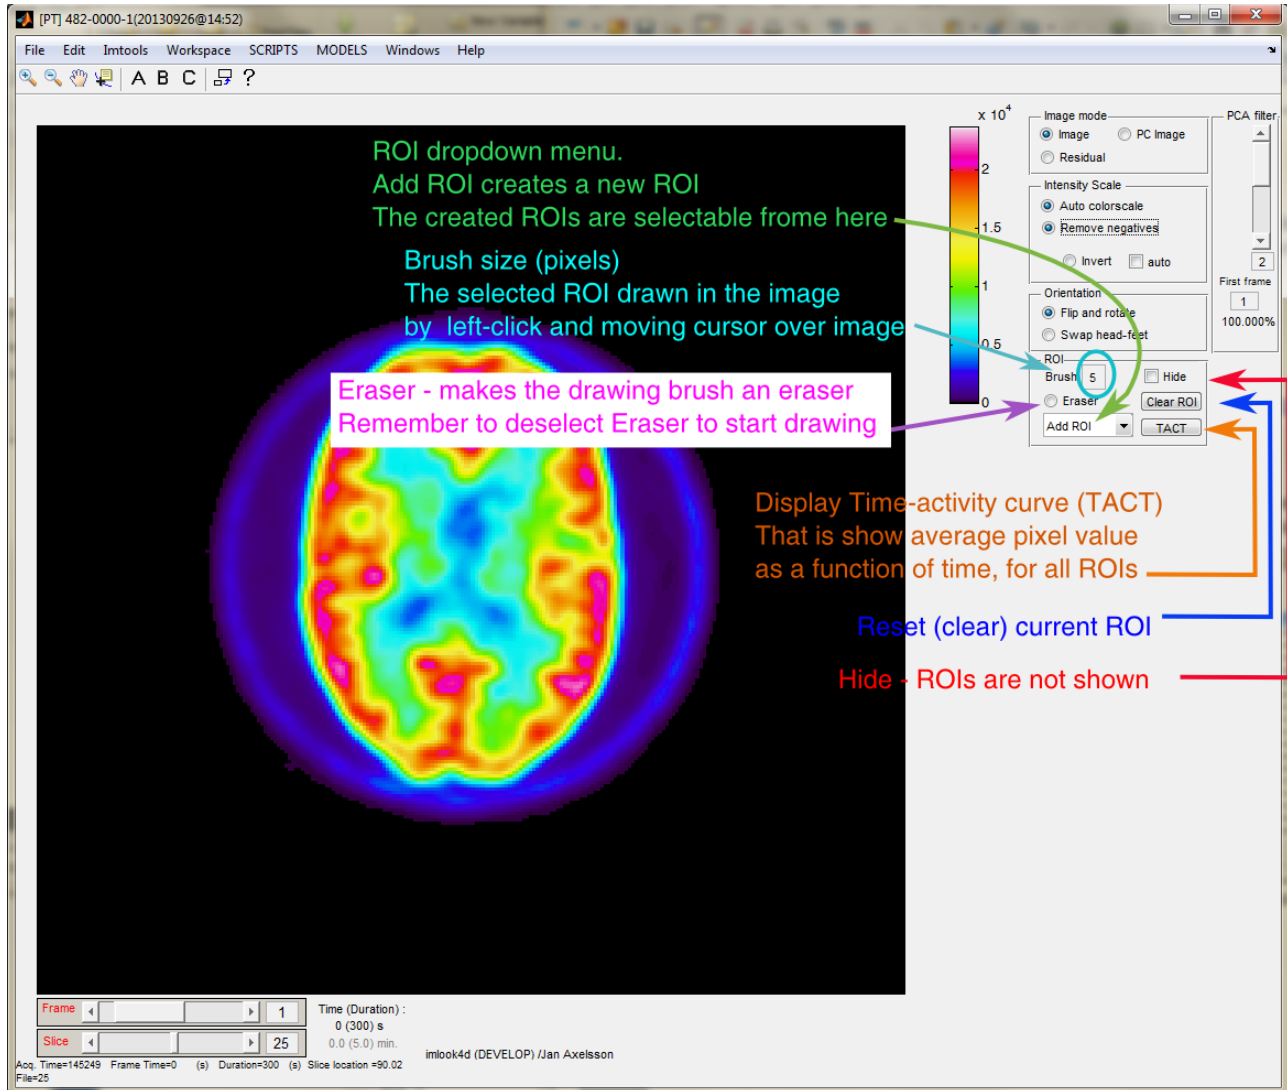 [PT] 482-0000-1(20130926@14:52)
File Edit Imtools Workspace SCRIPTS MODELS Windows Help
A B C ?
x 10^4
2
1.5
1
0.5
0
Image mode
Image PC Image
Residual
Intensity Scale
Auto colorscale
Remove negatives
Invert auto
Orientation
Flip and rotate
Swap head-feet
ROI
Brush 5 Hide
Eraser Clear ROI
Add ROI TACT
PCA filter
2
First frame
1
100.000%
ROI dropdown menu.
Add ROI creates a new ROI
The created ROIs are selectable frome here
Brush size (pixels)
The selected ROI drawn in the image
by left-click and moving cursor over image
Eraser - makes the drawing brush an eraser
Remember to deselect Eraser to start drawing
Display Time-activity curve (TACT)
That is show average pixel value
as a function of time, for all ROIs
Reset (clear) current ROI
Hide - ROIs are not shown
Frame 1
Slice 25
Time (Duration) :
0 (300) s
0.0 (5.0) min.
imlook4d (DEVELOP) /Jan Axelsson
Acq. Time=145249 Frame Time=0 (s) Duration=300 (s) Slice location =90.02
File=25